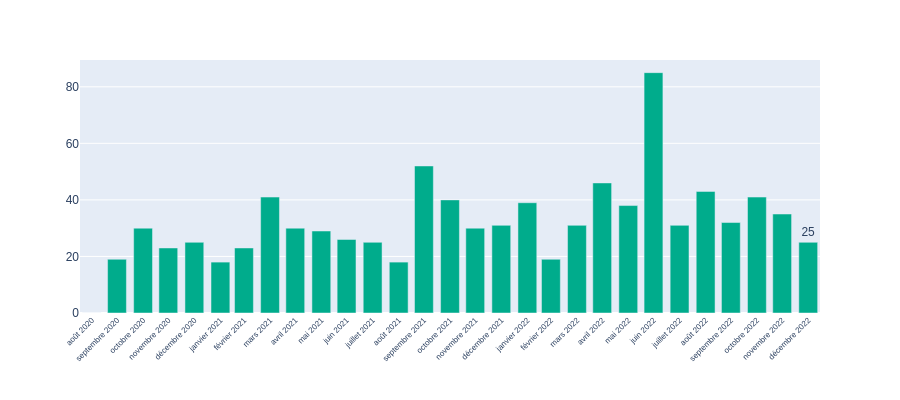 80
60
40
20
0
25
août 2020
septembre 2020
octobre 2020
novembre 2020
décembre 2020
janvier 2021
février 2021
mars 2021
avril 2021
mai 2021
juin 2021
juillet 2021
août 2021
septembre 2021
octobre 2021
novembre 2021
décembre 2021
janvier 2022
février 2022
mars 2022
avril 2022
mai 2022
juin 2022
juillet 2022
août 2022
septembre 2022
octobre 2022
novembre 2022
décembre 2022